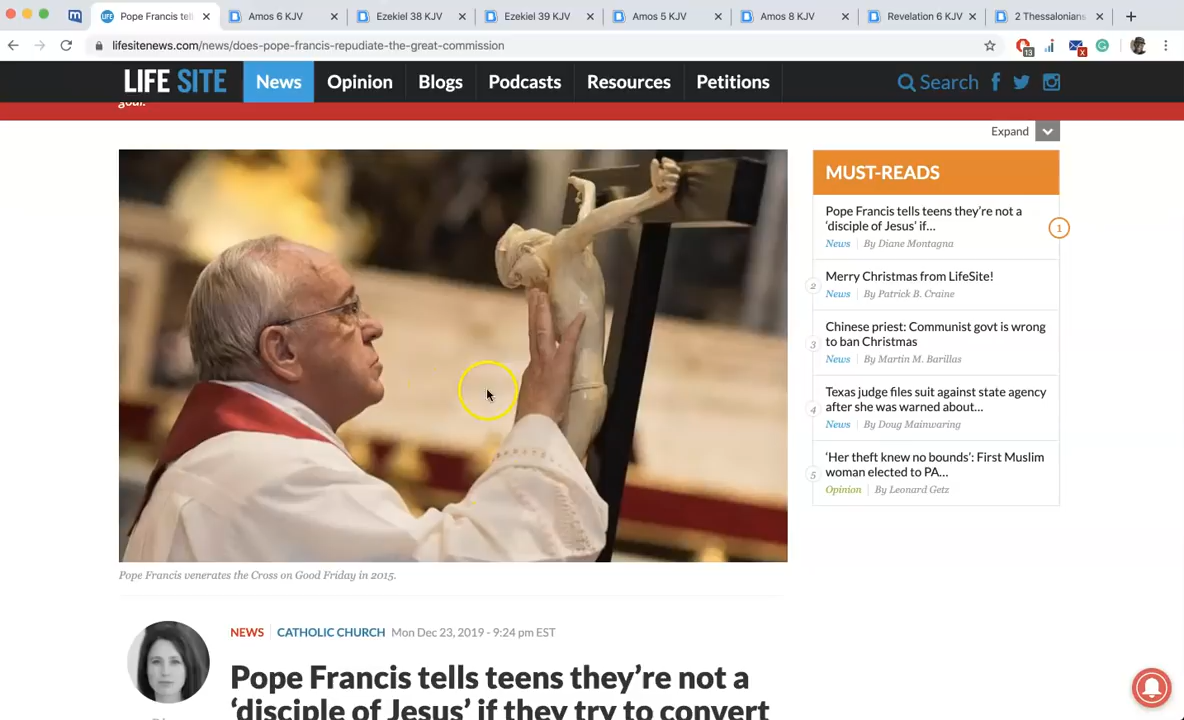 Pope Francis tell
Amos 6 KJV
Ezekiel 38 KJV
Ezekiel 39 KJV
Amos 5 KJV
Amos 8 KJV
Revelation 6 KJV
2 Thessalonians
lifesitenews.com/news/does-pope-francis-repudiate-the-great-commission
13
x
LIFE SITE
News
Opinion
Blogs
Podcasts
Resources
Petitions
Search
goal.
Expand
MUST-READS
Pope Francis tells teens they're not a
'disciple of Jesus' if...
News | By Diane Montagna
1
Merry Christmas from LifeSite!
News | By Patrick B. Craine
2
Chinese priest: Communist govt is wrong
to ban Christmas
News | By Martin M. Barillas
3
Texas judge files suit against state agency
after she was warned about...
News | By Doug Mainwaring
4
'Her theft knew no bounds': First Muslim
woman elected to PA...
Opinion | By Leonard Getz
5
Pope Francis venerates the Cross on Good Friday in 2015.
NEWS | CATHOLIC CHURCH Mon Dec 23, 2019 - 9:24 pm EST
Pope Francis tells teens they're not a
'disciple of Jesus' if they try to convert